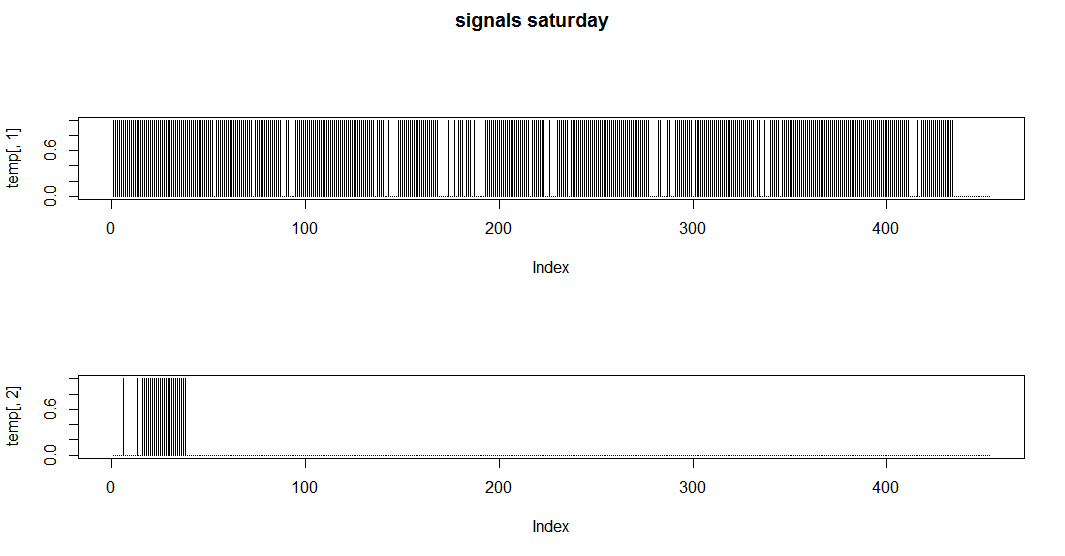 signals saturday
temp[, 1]
0.0 0.6
0 100 200 300 400
Index
temp[, 2]
0.0 0.6
0 100 200 300 400
Index